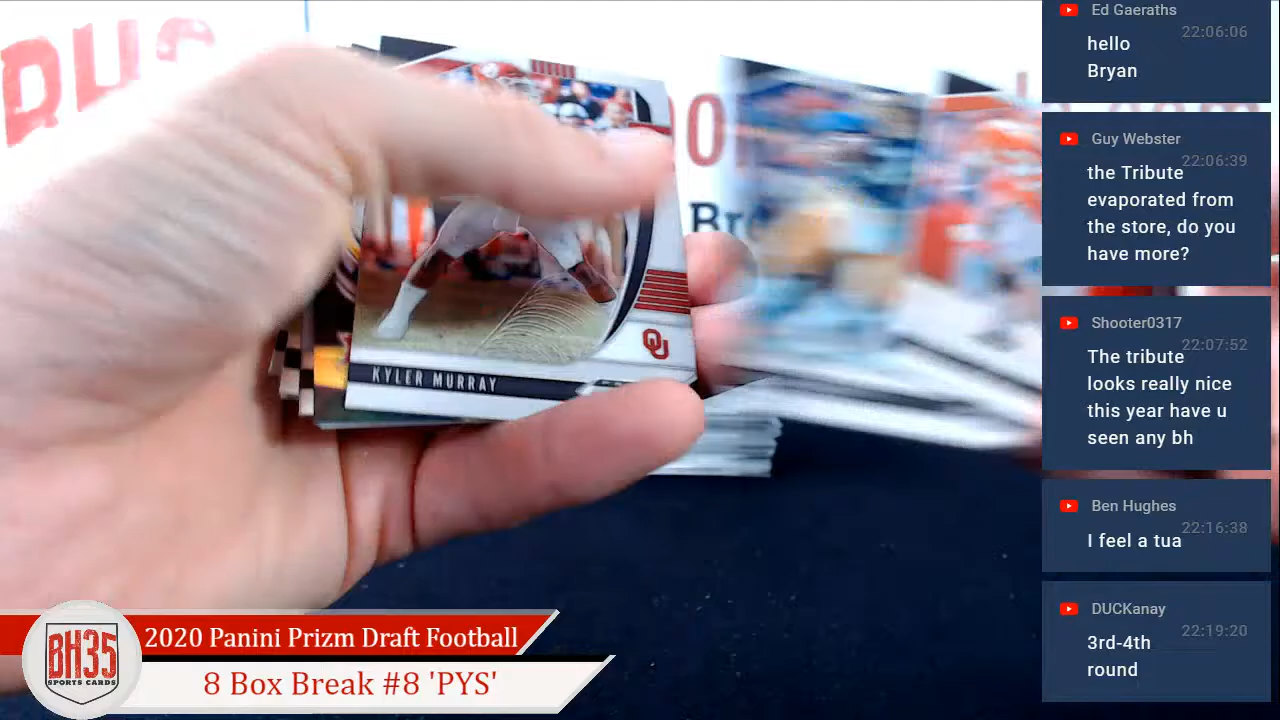 OU
KYLER MURRAY
BH35
SPORTS CARDS
2020 Panini Prizm Draft Football
8 Box Break #8 'PYS'
Ed Gaeraths
22:06:06
hello
Bryan
Guy Webster
22:06:39
the Tribute
evaporated from
the store, do you
have more?
Shooter0317
22:07:52
The tribute
looks really nice
this year have u
seen any bh
Ben Hughes
22:16:38
I feel a tua
DUCKanay
22:19:20
3rd-4th
round